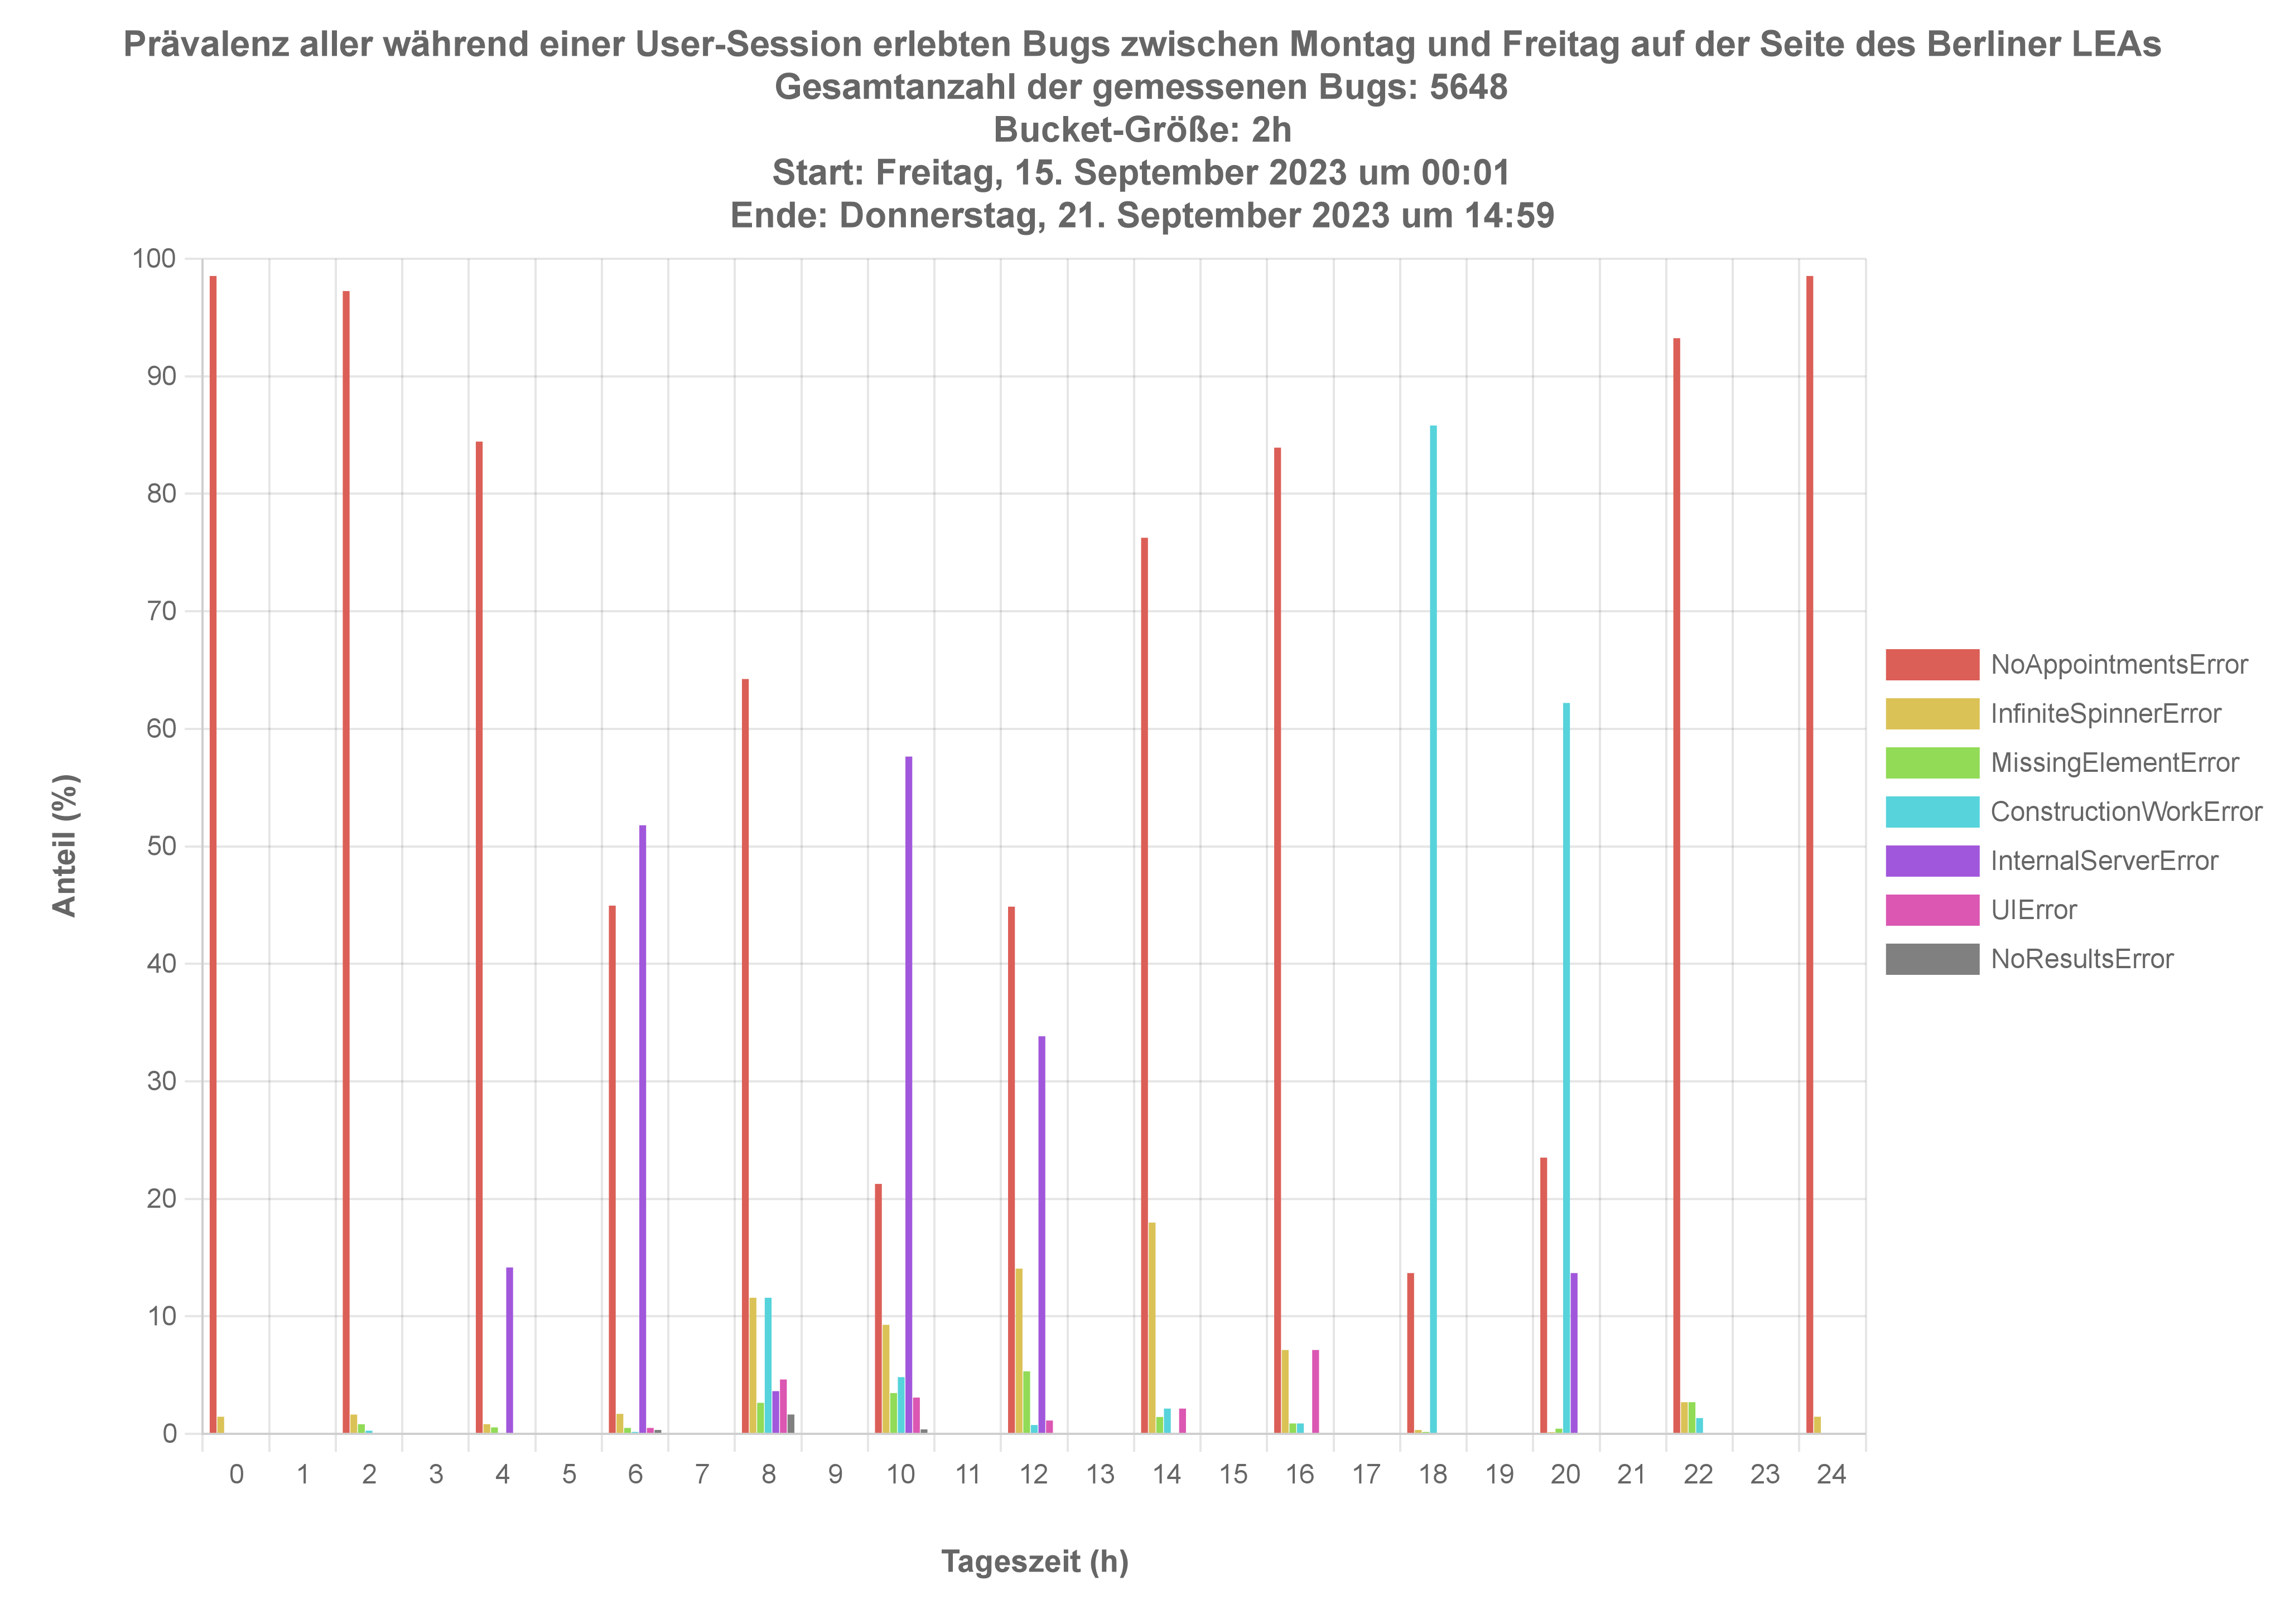 Prävalenz aller während einer User-Session erlebten Bugs zwischen Montag und Freitag auf der Seite des Berliner LEAs
Gesamtanzahl der gemessenen Bugs: 5648
Bucket-Größe: 2h
Start: Freitag, 15. September 2023 um 00:01
Ende: Donnerstag, 21. September 2023 um 14:59
100
90
80
70
60
50
40
30
20
10
0
Anteil (%)
0 1 2 3 4 5 6 7 8 9 10 11 12 13 14 15 16 17 18 19 20 21 22 23 24
Tageszeit (h)
NoAppointmentsError
InfiniteSpinnerError
MissingElementError
ConstructionWorkError
InternalServerError
UIError
NoResultsError